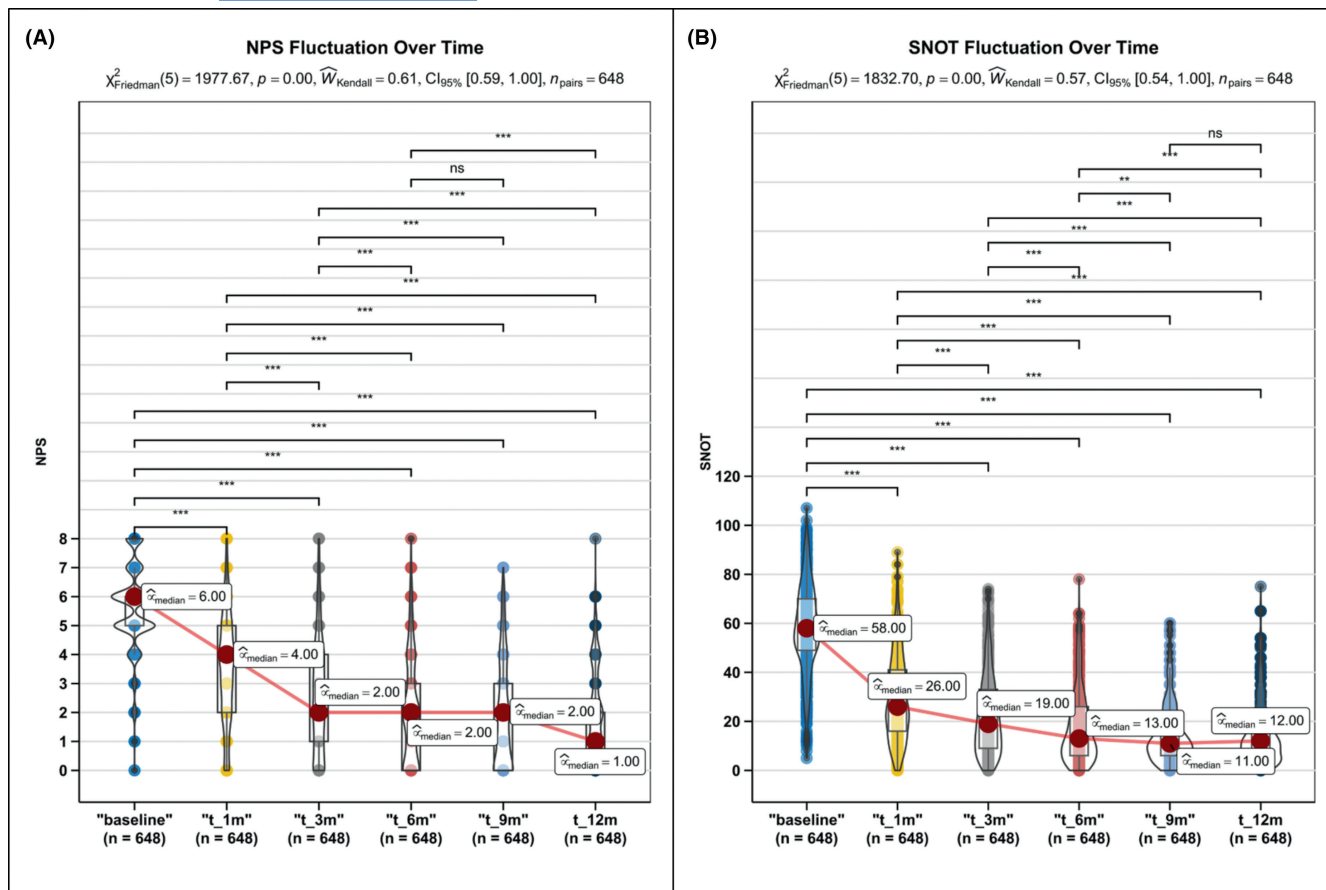 (A)
NPS Fluctuation Over Time
χ²Friedman(5) = 1977.67, p = 0.00, ŴKendall = 0.61, CI95% [0.59, 1.00], npairs = 648
***
ns
***
***
***
***
***
***
***
***
***
***
***
***
NPS
8
7
6
5
4
3
2
1
0
α̂median = 6.00
α̂median = 4.00
α̂median = 2.00
α̂median = 2.00
α̂median = 2.00
α̂median = 1.00
"baseline" "t_1m" "t_3m" "t_6m" "t_9m" t_12m
(n = 648) (n = 648) (n = 648) (n = 648) (n = 648) (n = 648)
(B)
SNOT Fluctuation Over Time
χ²Friedman(5) = 1832.70, p = 0.00, ŴKendall = 0.57, CI95% [0.54, 1.00], npairs = 648
ns
***
**
***
***
***
***
***
***
***
***
***
***
***
***
SNOT
120
100
80
60
40
20
0
α̂median = 58.00
α̂median = 26.00
α̂median = 19.00
α̂median = 13.00
α̂median = 11.00
α̂median = 12.00
"baseline" "t_1m" "t_3m" "t_6m" "t_9m" t_12m
(n = 648) (n = 648) (n = 648) (n = 648) (n = 648) (n = 648)